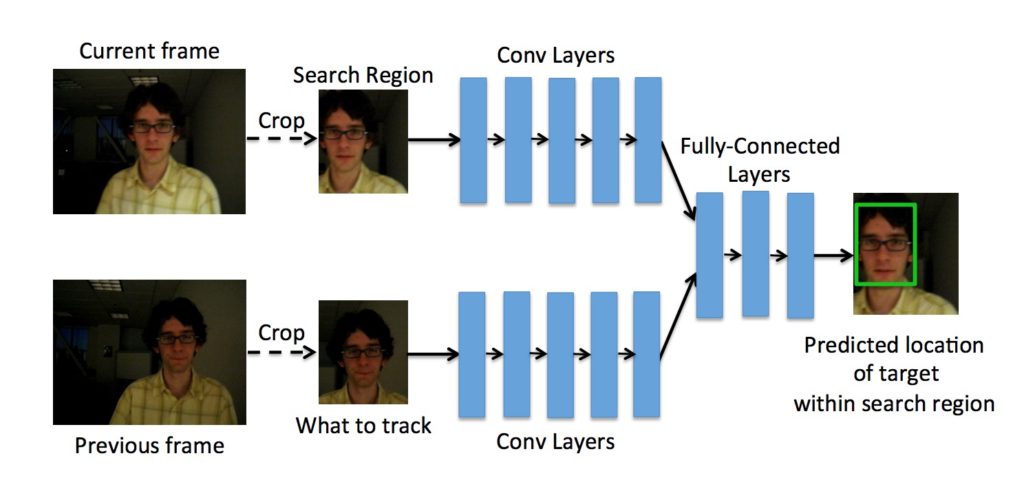 Current frame
Crop
Search Region
Conv Layers
Fully-Connected
Layers
Previous frame
Crop
What to track
Conv Layers
Predicted location
of target
within search region